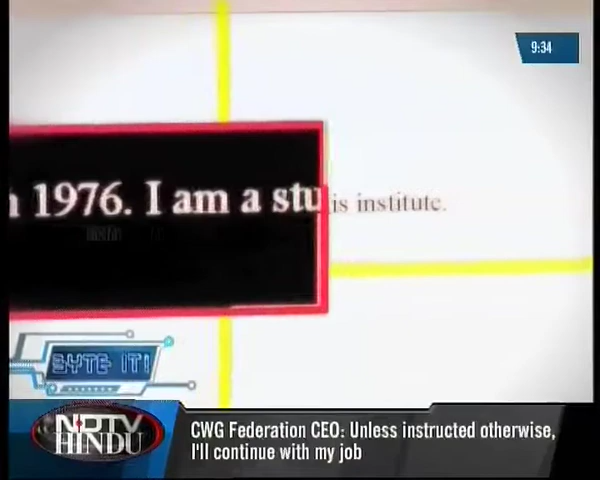 9:34
1976. I am a stu is institute.
BYTE IT!
NDTV
HINDU
CWG Federation CEO: Unless instructed otherwise,
I'll continue with my job